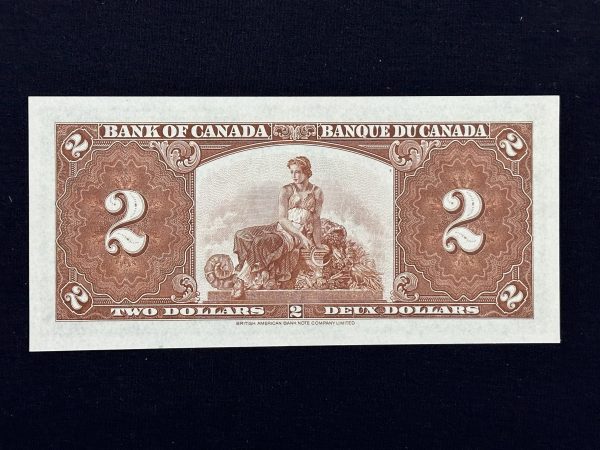 BANK OF CANADA BANQUE DU CANADA
2 2
2 2
2 2
TWO DOLLARS 2 DEUX DOLLARS
BRITISH AMERICAN BANK NOTE COMPANY LIMITED